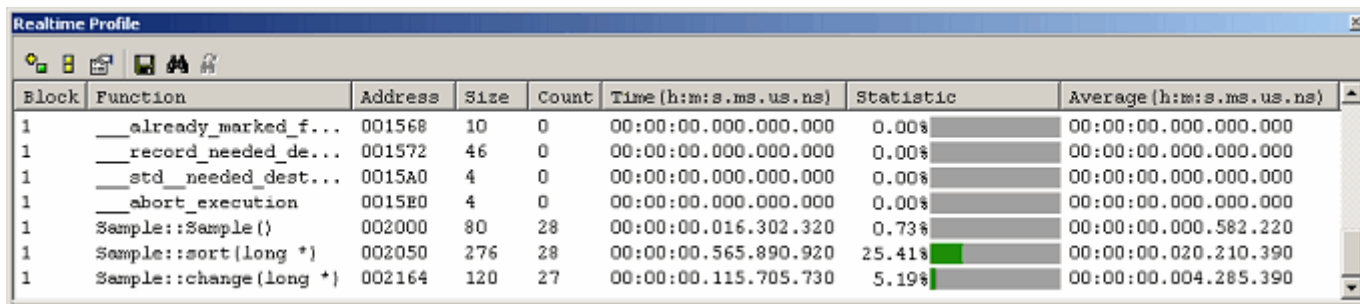 Realtime Profile
Block Function Address Size Count Time(h:m:s.ms.us.ns) Statistic Average(h:m:s.ms.us.ns)
1 ___already_marked_f... 001568 10 0 00:00:00.000.000.000 0.00% 00:00:00.000.000.000
1 ___record_needed_de... 001572 46 0 00:00:00.000.000.000 0.00% 00:00:00.000.000.000
1 ___std__needed_dest... 0015A0 4 0 00:00:00.000.000.000 0.00% 00:00:00.000.000.000
1 ___abort_execution 0015E0 4 0 00:00:00.000.000.000 0.00% 00:00:00.000.000.000
1 Sample::Sample() 002000 80 28 00:00:00.016.302.320 0.73% 00:00:00.000.582.220
1 Sample::sort(long *) 002050 276 28 00:00:00.565.890.920 25.41% 00:00:00.020.210.390
1 Sample::change(long *) 002164 120 27 00:00:00.115.705.730 5.19% 00:00:00.004.285.390